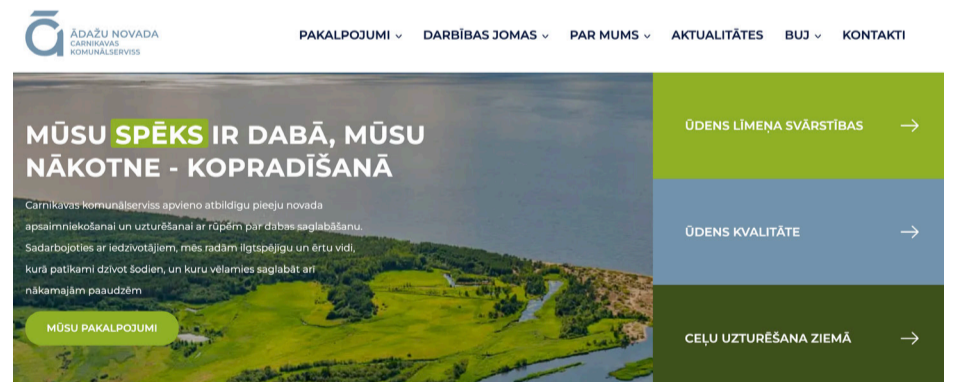 ĀDAŽU NOVADA
CARNIKAVAS
KOMUNĀLSERVISS
PAKALPOJUMI
DARBĪBAS JOMAS
PAR MUMS
AKTUALITĀTES
BUJ
KONTAKTI
MŪSU SPĒKS IR DABĀ, MŪSU
NĀKOTNE - KOPRADĪŠANĀ
Carnikavas komunālserviss apvieno atbildīgu pieeju novada
apsaimniekošanai un uzturēšanai ar rūpēm par dabas saglabāšanu.
Sadarbojoties ar iedzīvotājiem, mēs radām ilgtspējīgu un ērtu vidi,
kurā patīkami dzīvot šodien, un kuru vēlamies saglabāt arī
nākamajām paaudzēm
MŪSU PAKALPOJUMI
ŪDENS LĪMEŅA SVĀRSTĪBAS
ŪDENS KVALITĀTE
CEĻU UZTURĒŠANA ZIEMĀ